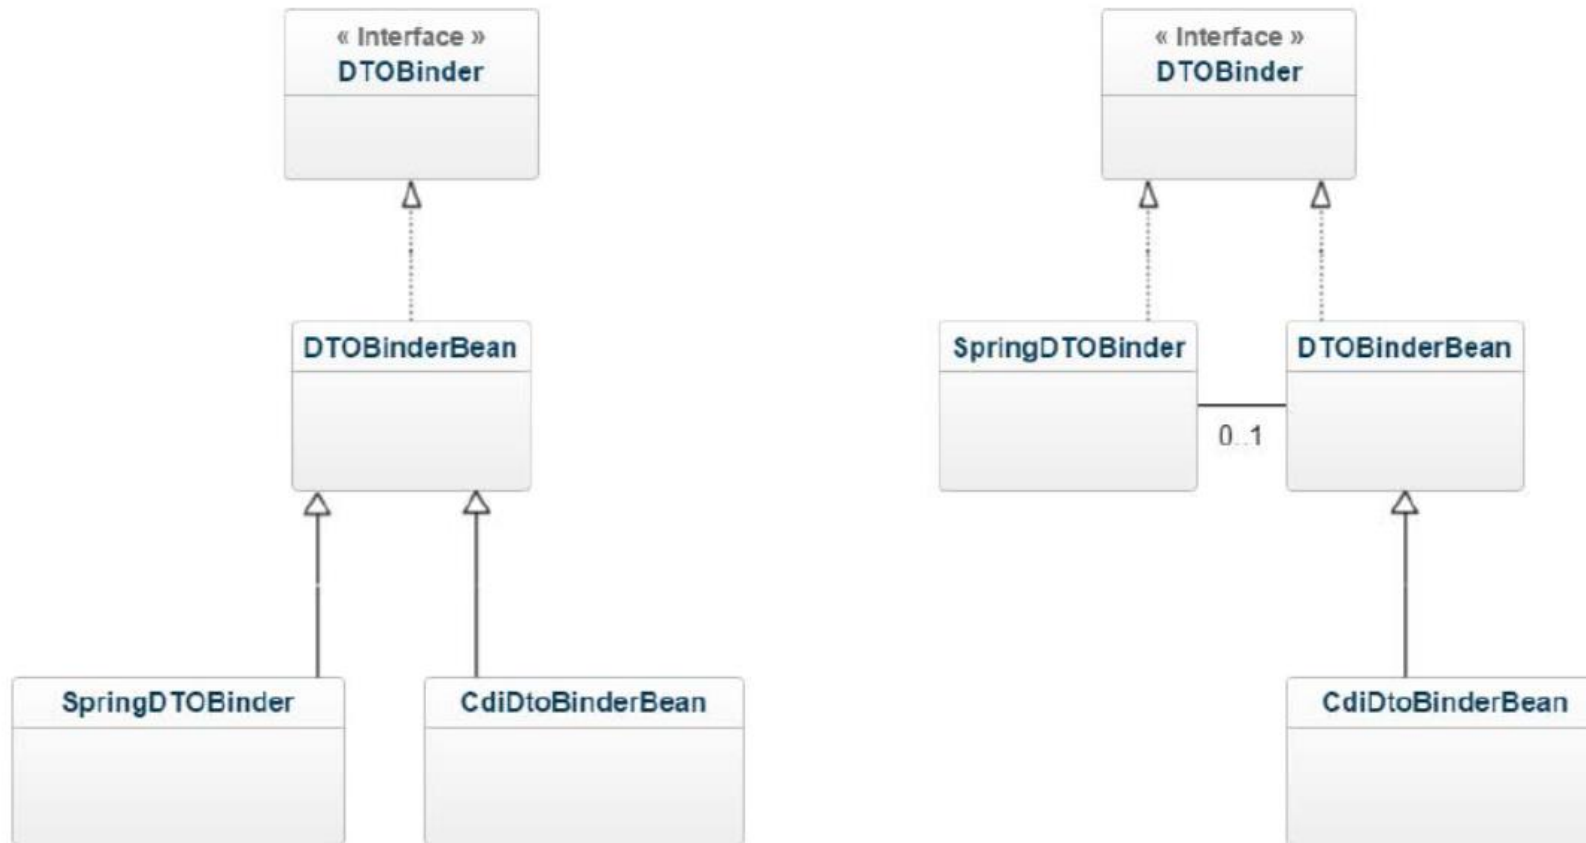 « Interface »
DTOBinder
DTOBinderBean
SpringDTOBinder
CdiDtoBinderBean
« Interface »
DTOBinder
SpringDTOBinder
DTOBinderBean
0..1
CdiDtoBinderBean